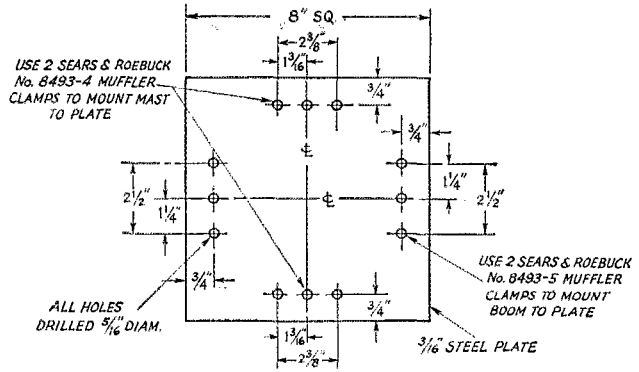 8" SQ.
2 3/8"
1 3/16"
USE 2 SEARS & ROEBUCK
No. 8493-4 MUFFLER
CLAMPS TO MOUNT MAST
TO PLATE
3/4"
3/4"
℄
2 1/2"
1 1/4"
℄
1 1/4"
2 1/2"
3/4"
ALL HOLES
DRILLED 5/16" DIAM.
3/4"
USE 2 SEARS & ROEBUCK
No. 8493-5 MUFFLER
CLAMPS TO MOUNT
BOOM TO PLATE
1 3/16"
2 3/8"
3/16" STEEL PLATE